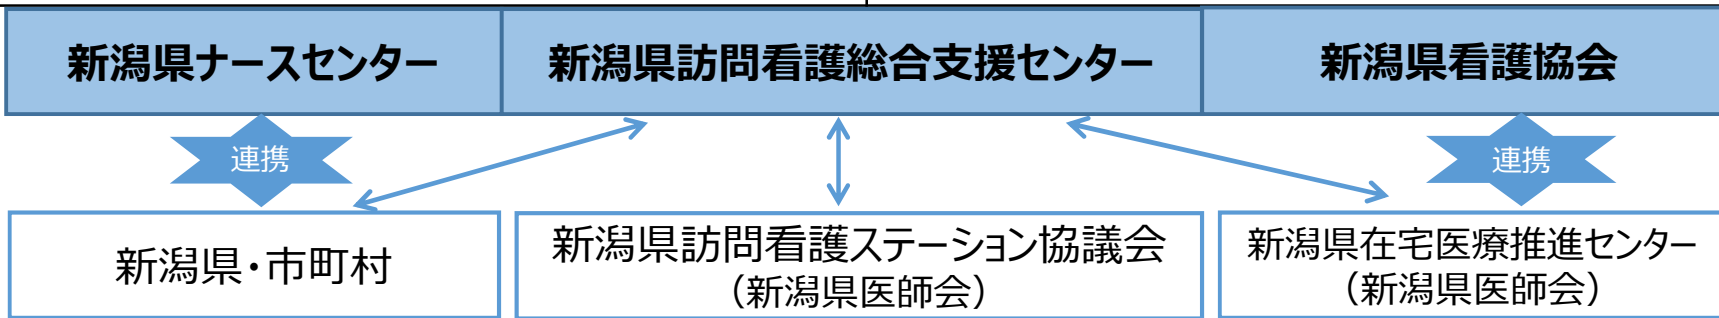 新潟県ナースセンター
新潟県訪問看護総合支援センター
新潟県看護協会
連携
連携
新潟県・市町村
新潟県訪問看護ステーション協議会
（新潟県医師会）
新潟県在宅医療推進センター
（新潟県医師会）